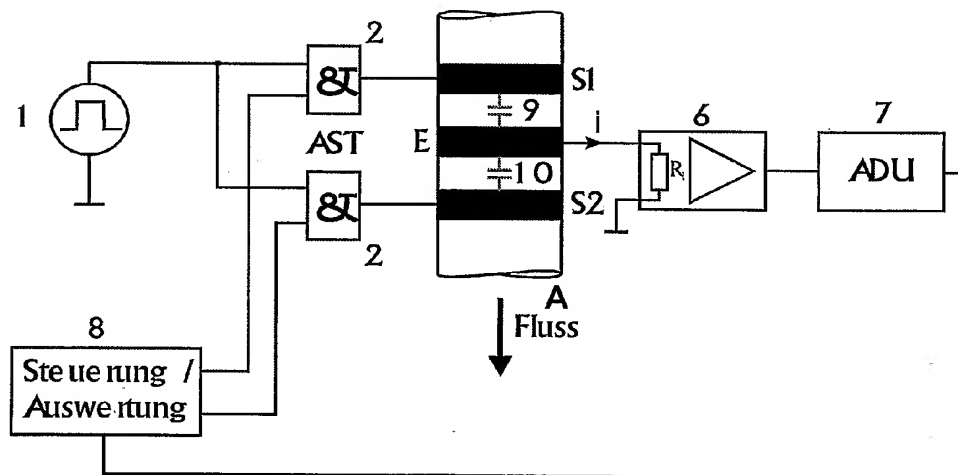 2
&
S1
1
9
i
6
7
AST
E
R
ADU
10
&
S2
2
A
Fluss
8
Steuerung /
Auswertung